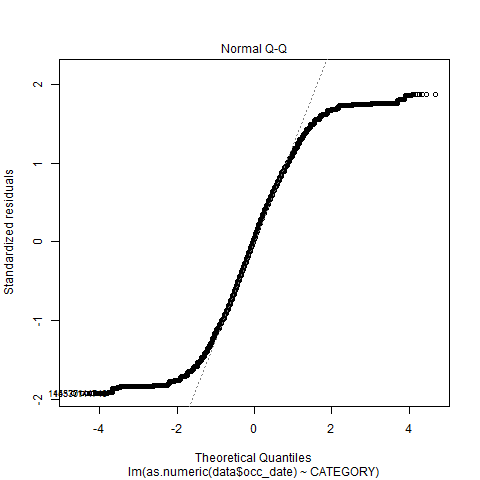 Normal Q-Q
Standardized residuals
2
1
0
-1
-2
-4
-2
0
2
4
Theoretical Quantiles
lm(as.numeric(data$occ_date) ~ CATEGORY)